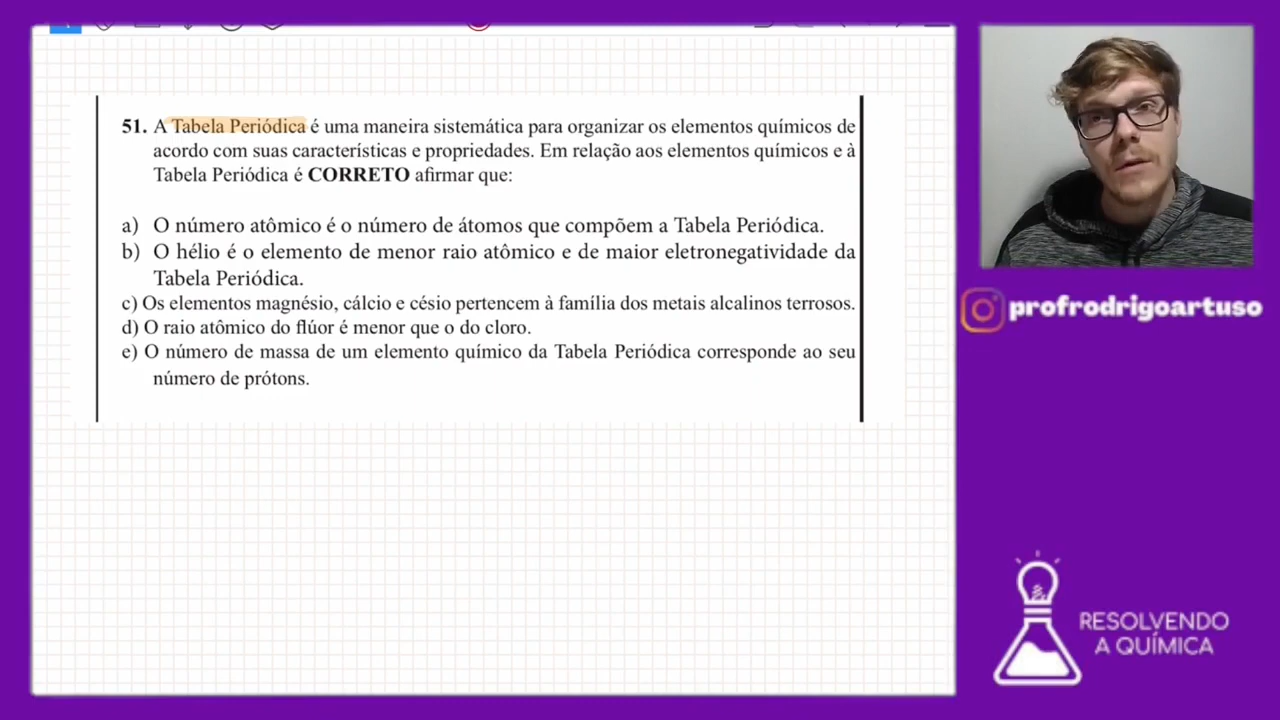 51. A Tabela Periódica é uma maneira sistemática para organizar os elementos químicos de
acordo com suas características e propriedades. Em relação aos elementos químicos e à
Tabela Periódica é CORRETO afirmar que:
a) O número atômico é o número de átomos que compõem a Tabela Periódica.
b) O hélio é o elemento de menor raio atômico e de maior eletronegatividade da
Tabela Periódica.
c) Os elementos magnésio, cálcio e césio pertencem à família dos metais alcalinos terrosos.
d) O raio atômico do flúor é menor que o do cloro.
e) O número de massa de um elemento químico da Tabela Periódica corresponde ao seu
número de prótons.
profrodrigoartuso
RESOLVENDO
A QUÍMICA